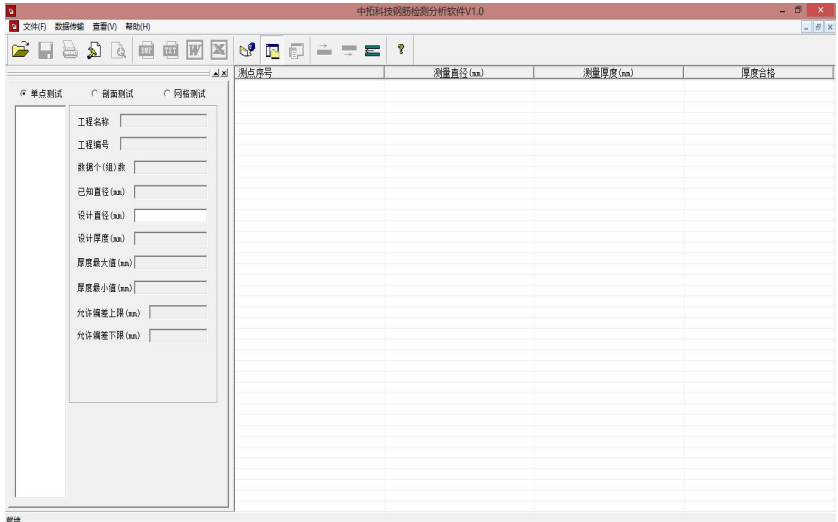 中拓科技钢筋检测分析软件V1.0
文件(F) 数据传输 查看(V) 帮助(H)
BMP TXT W
测点序号 测量直径(mm) 测量厚度(mm) 厚度合格
单点测试 剖面测试 网格测试
工程名称
工程编号
数据个(组)数
已知直径(mm)
设计直径(mm)
设计厚度(mm)
厚度最大值(mm)
厚度最小值(mm)
允许偏差上限(mm)
允许偏差下限(mm)
就绪